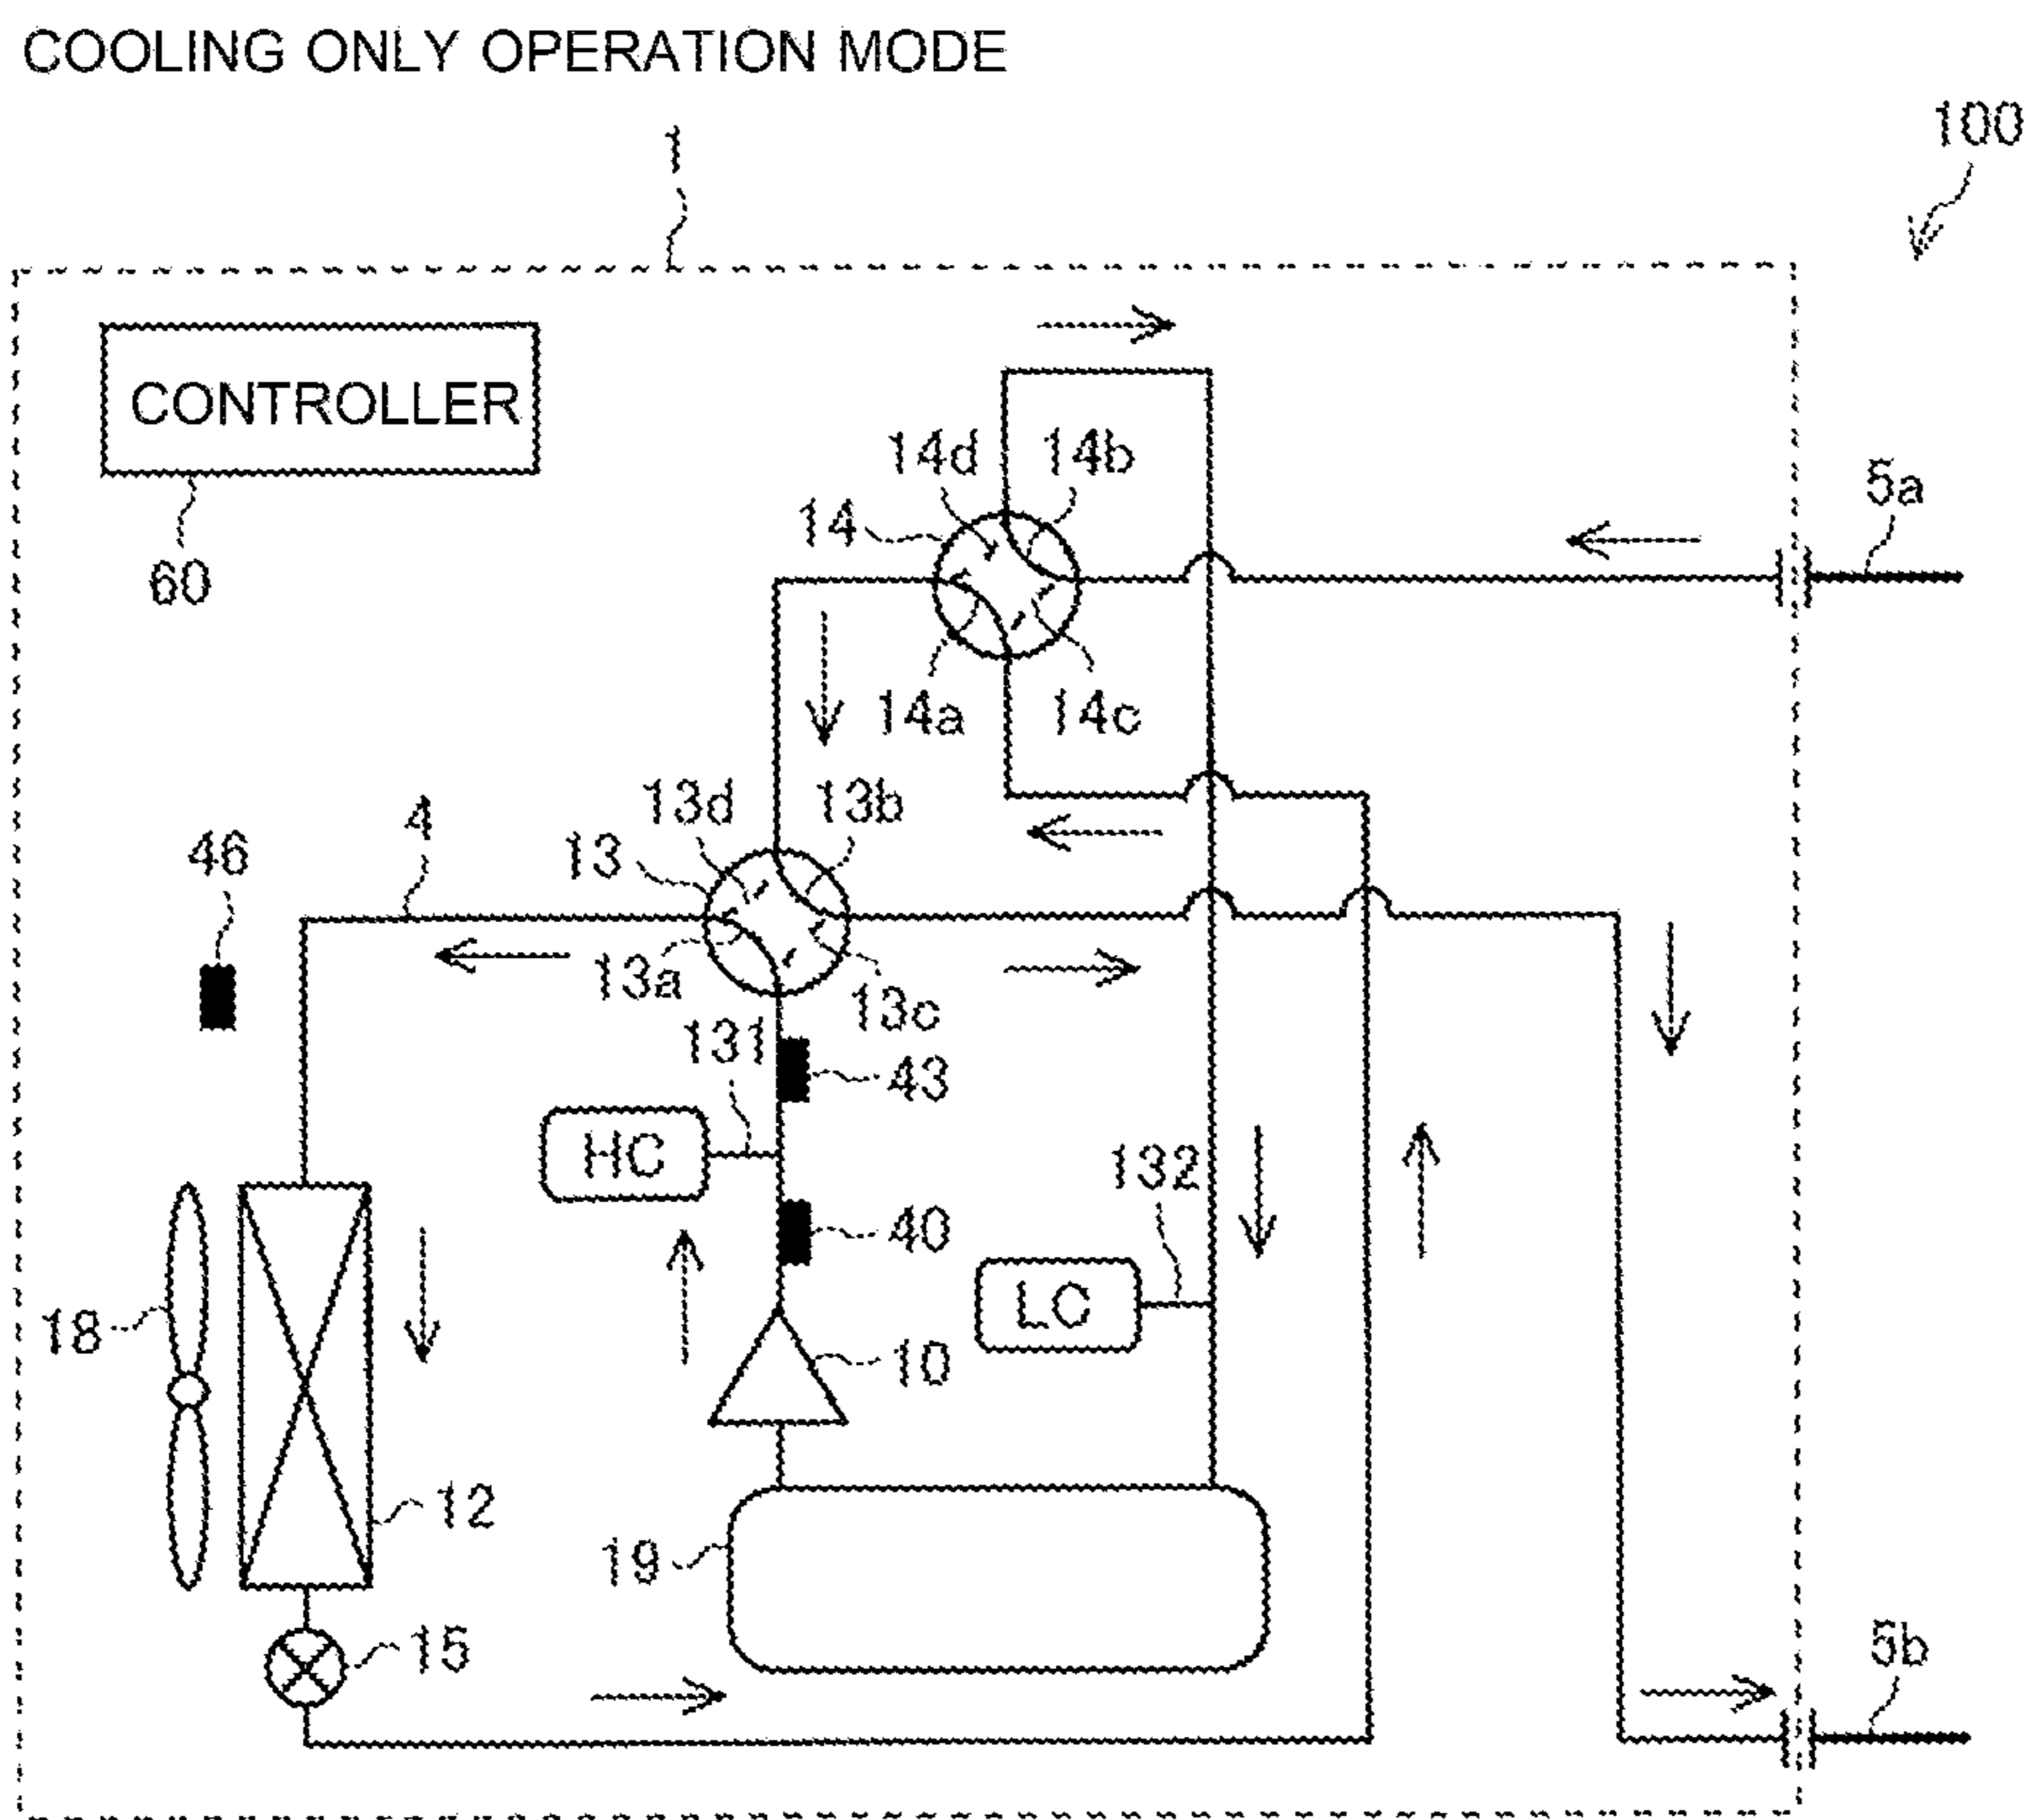 COOLING ONLY OPERATION MODE
100
1
CONTROLLER
60
14d 14b
14
5a
14a 14c
13d 13b
4
13
46
13a
13c
131
43
HC
132
40
LC
18
10
12
19
15
5b